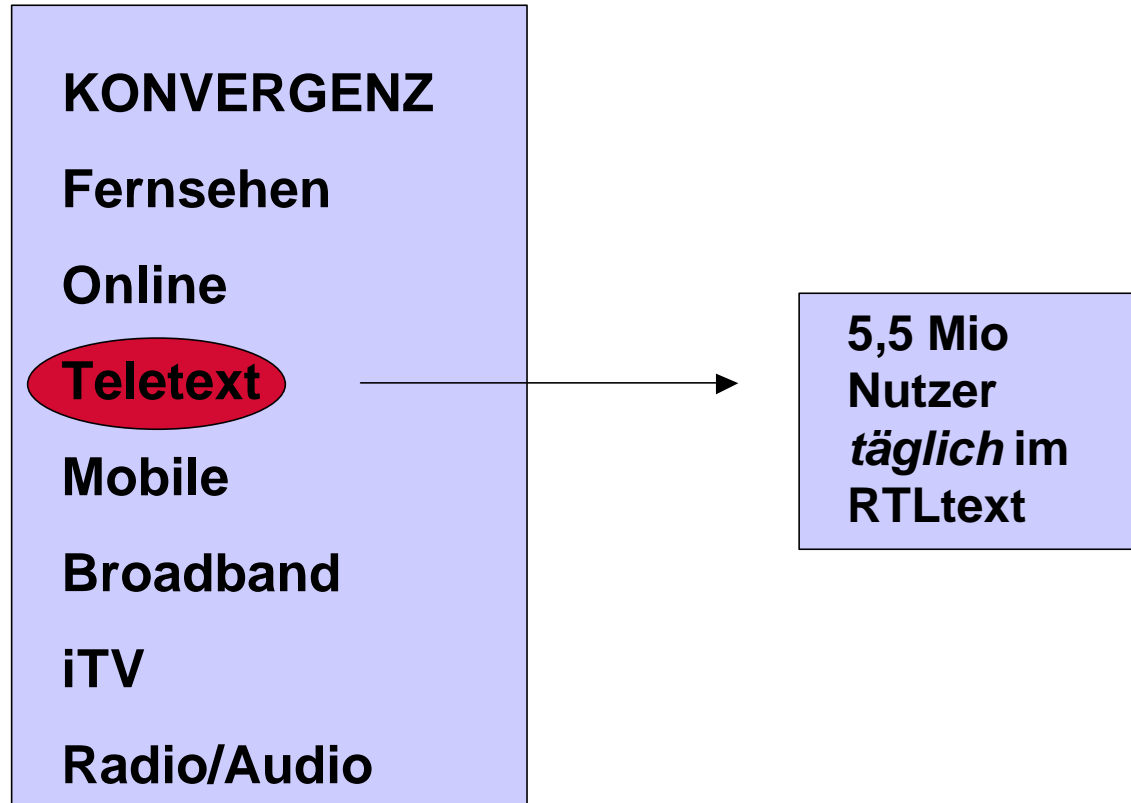 KONVERGENZ
Fernsehen
Online
Teletext
Mobile
Broadband
iTV
Radio/Audio
5,5 Mio
Nutzer
täglich im
RTLtext